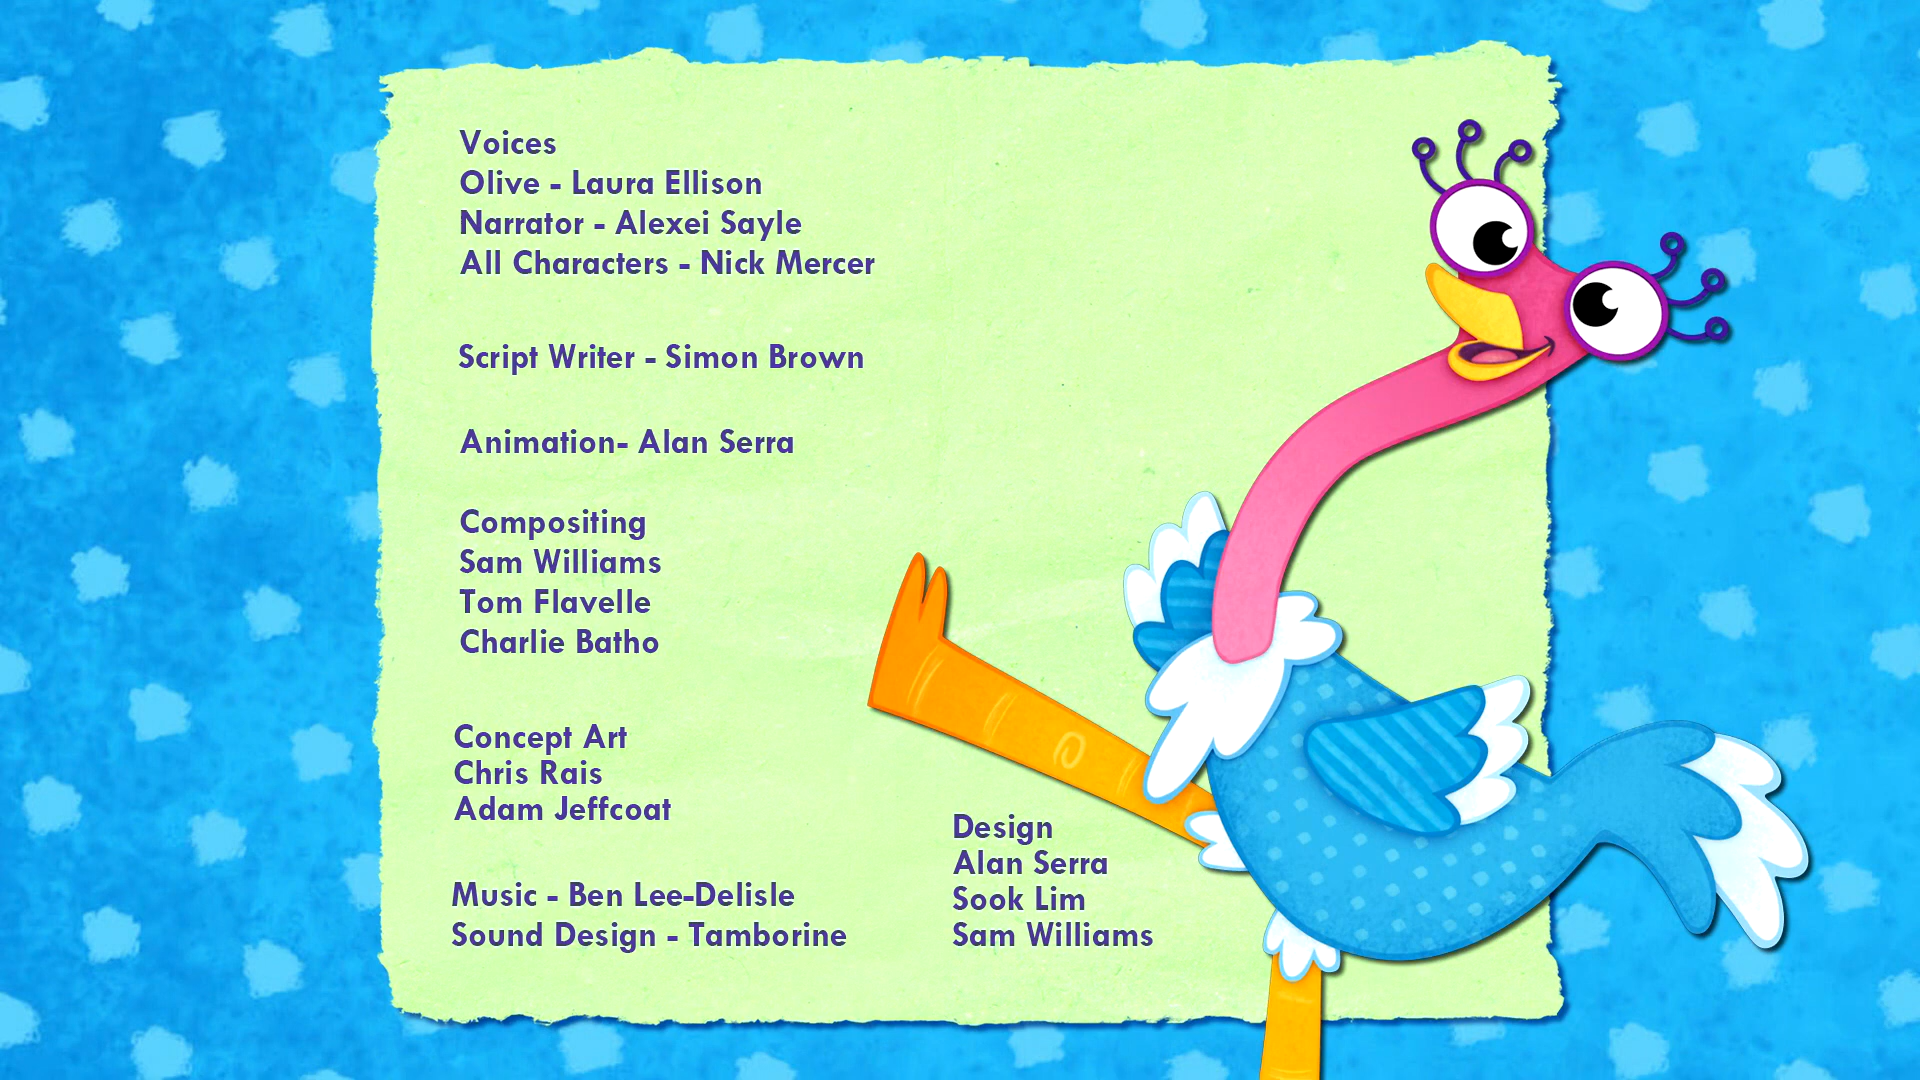 Voices
Olive - Laura Ellison
Narrator - Alexei Sayle
All Characters - Nick Mercer
Script Writer - Simon Brown
Animation- Alan Serra
Compositing
Sam Williams
Tom Flavelle
Charlie Batho
Concept Art
Chris Rais
Adam Jeffcoat
Music - Ben Lee-Delisle
Sound Design - Tamborine
Design
Alan Serra
Sook Lim
Sam Williams